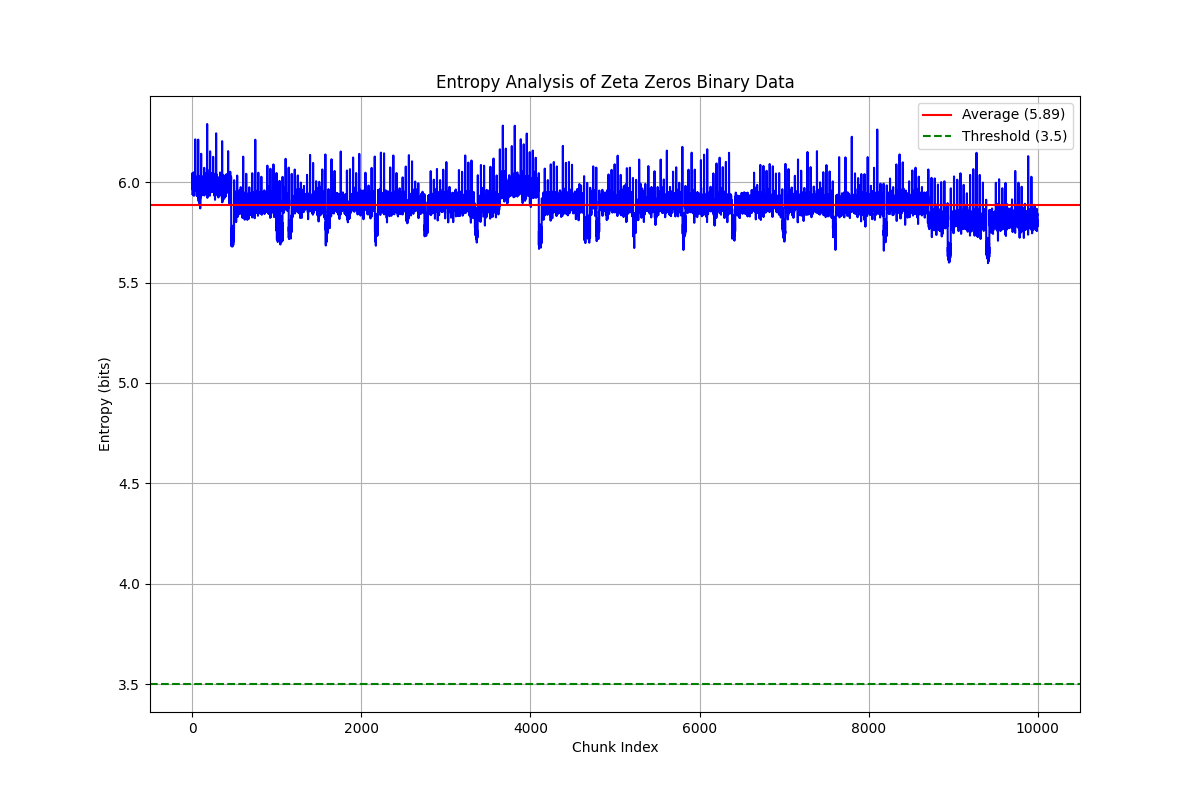 Entropy Analysis of Zeta Zeros Binary Data
Average (5.89)
Threshold (3.5)
6.0
5.5
5.0
4.5
4.0
3.5
Entropy (bits)
0
2000
4000
6000
8000
10000
Chunk Index